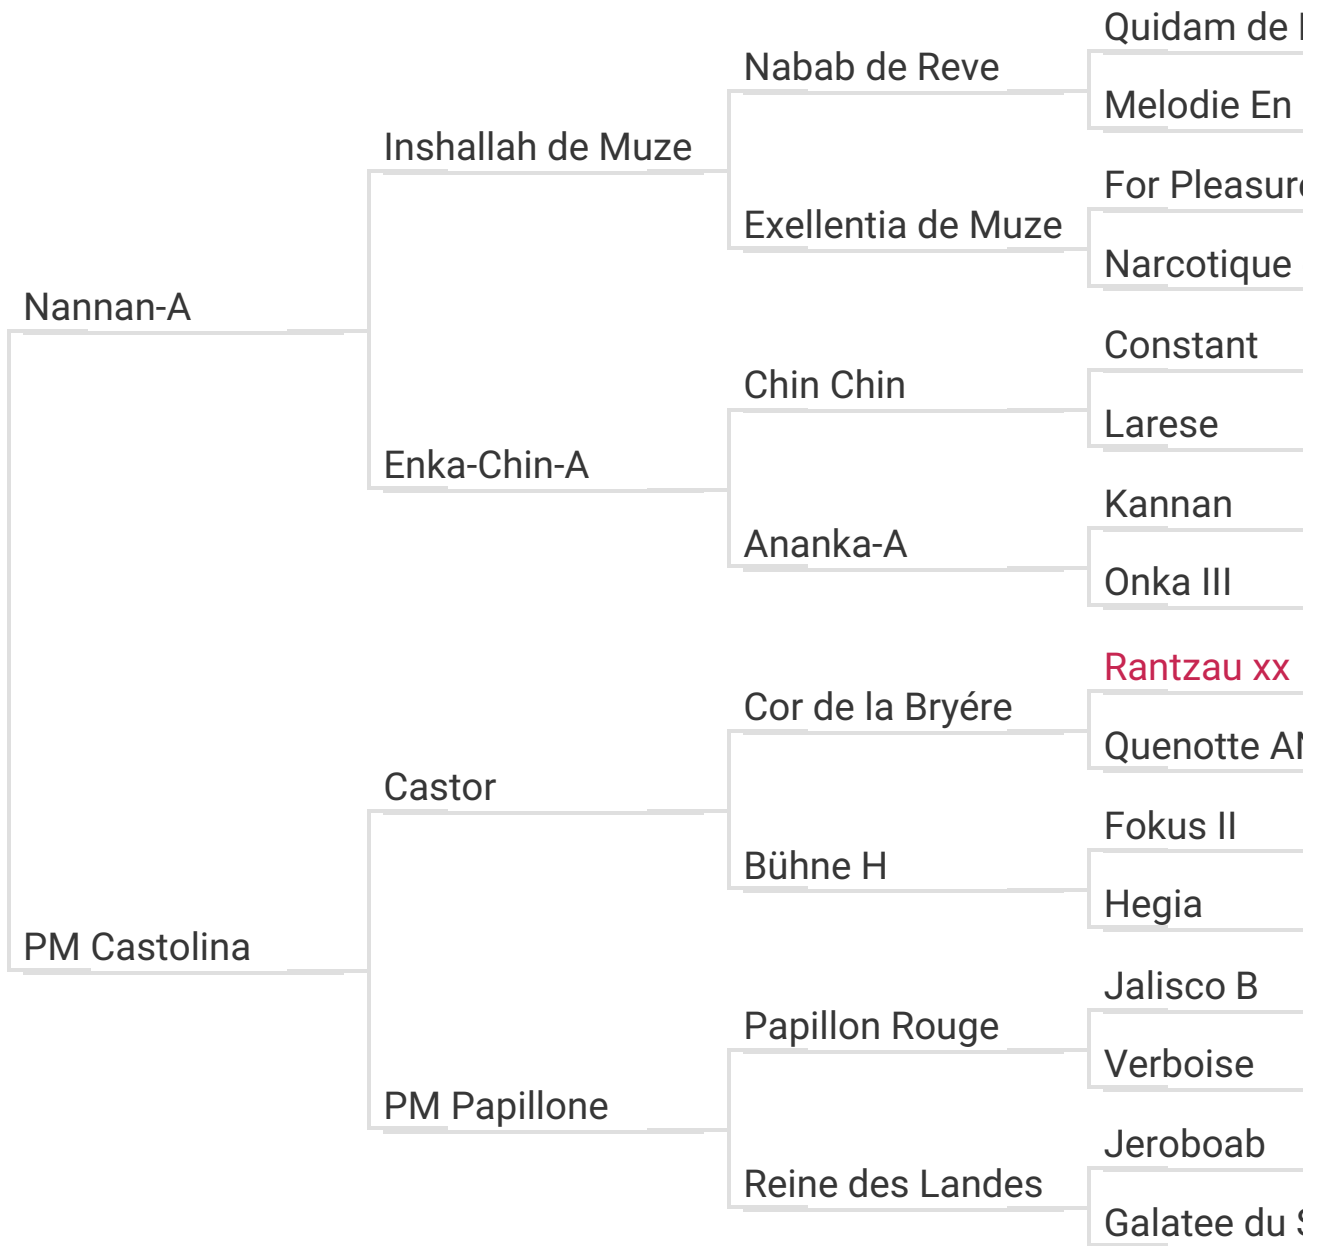 Quidam de
Nabab de Reve
Melodie En
Inshallah de Muze
For Pleasure
Exellentia de Muze
Narcotique
Nannan-A
Constant
Chin Chin
Larese
Enka-Chin-A
Kannan
Ananka-A
Onka III
Rantzau xx
Cor de la Bryére
Quenotte
Castor
Fokus II
Bühne H
Hegia
PM Castolina
Jalisco B
Papillon Rouge
Verboise
PM Papillone
Jeroboab
Reine des Landes
Galatee du